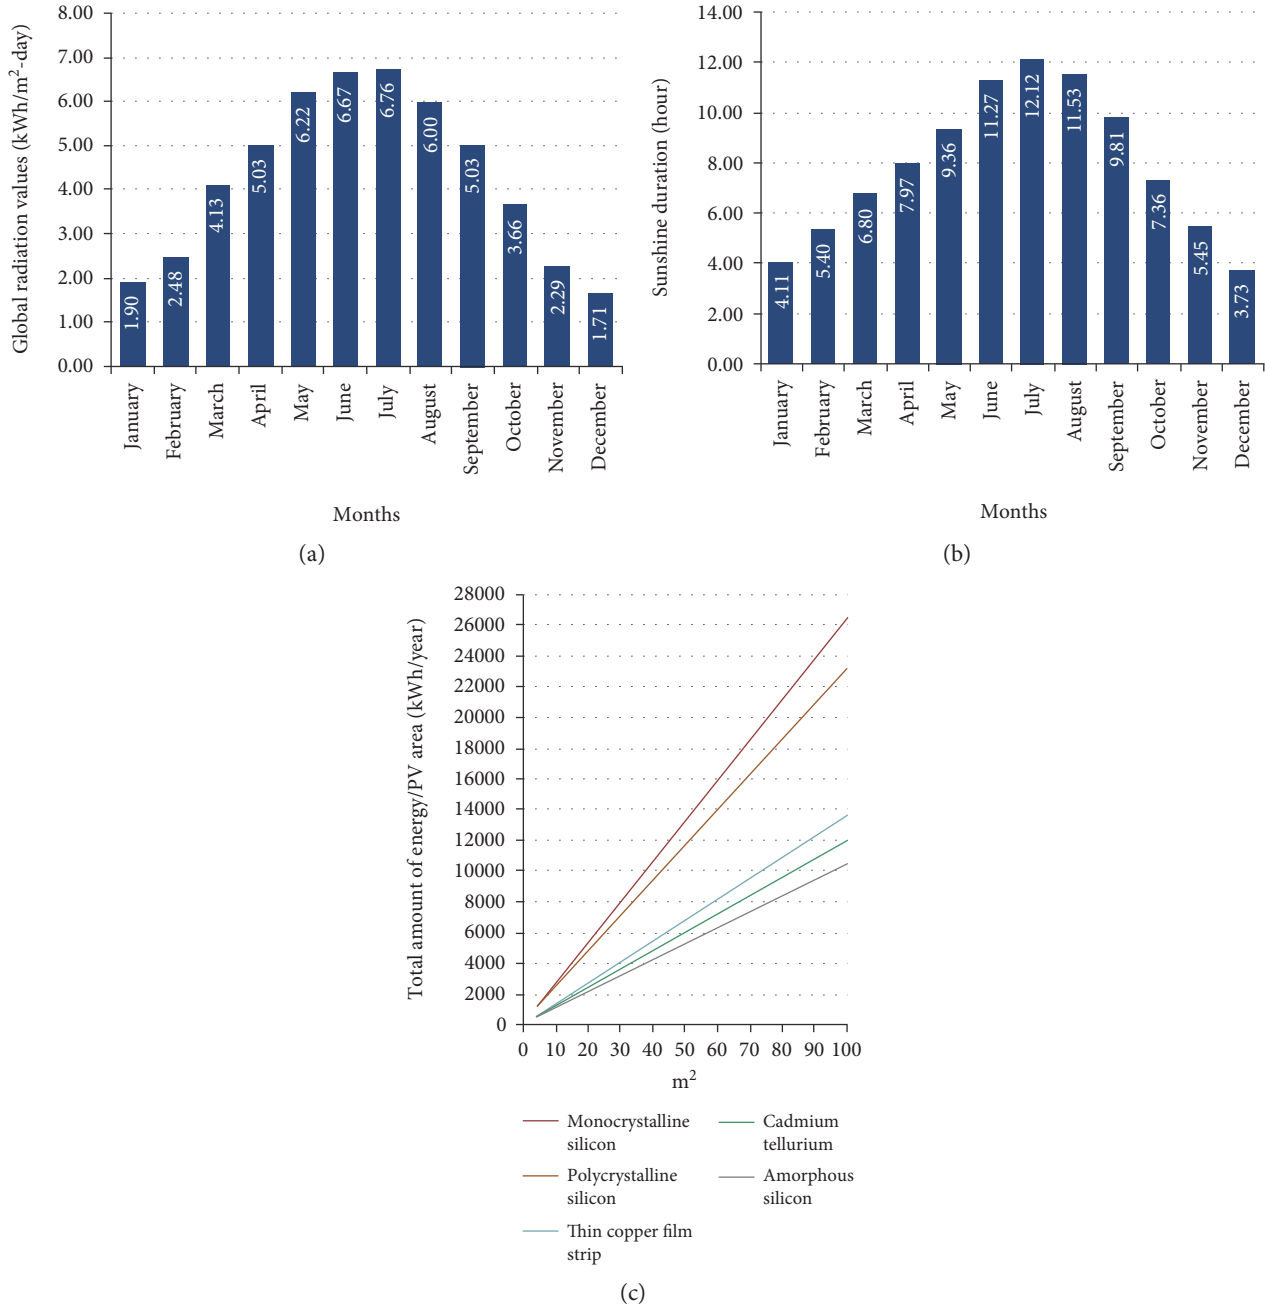 8.00
7.00
6.00
5.00
4.00
3.00
2.00
1.00
0.00
Global radiation values (kWh/m²-day)
1.90
2.48
4.13
5.03
6.22
6.67
6.76
6.00
5.03
3.66
2.29
1.71
January
February
March
April
May
June
July
August
September
October
November
December
Months
(a)
14.00
12.00
10.00
8.00
6.00
4.00
2.00
0.00
Sunshine duration (hour)
4.11
5.40
6.80
7.97
9.36
11.27
12.12
11.53
9.81
7.36
5.45
3.73
January
February
March
April
May
June
July
August
September
October
November
December
Months
(b)
28000
26000
24000
22000
20000
18000
16000
14000
12000
10000
8000
6000
4000
2000
0
Total amount of energy/PV area (kWh/year)
0 10 20 30 40 50 60 70 80 90 100
m²
Monocrystalline
silicon
Polycrystalline
silicon
Thin copper film
strip
Cadmium
tellurium
Amorphous
silicon
(c)